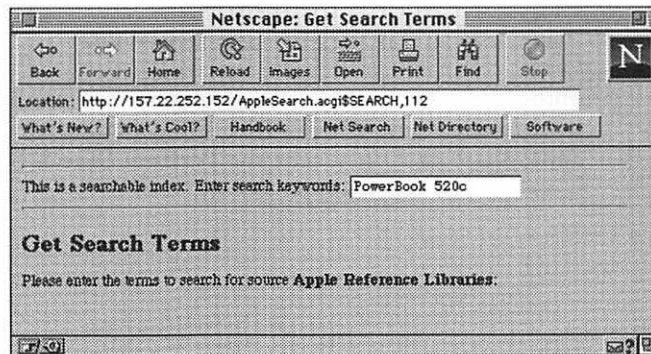 Netscape: Get Search Terms
Back Forward Home Reload Images Open Print Find Stop N
Location: http://157.22.252.152/AppleSearch.acgi$SEARCH,112
What's New? What's Cool? Handbook Net Search Net Directory Software
This is a searchable index. Enter search keywords: PowerBook 520c
Get Search Terms
Please enter the terms to search for source Apple Reference Libraries:
?